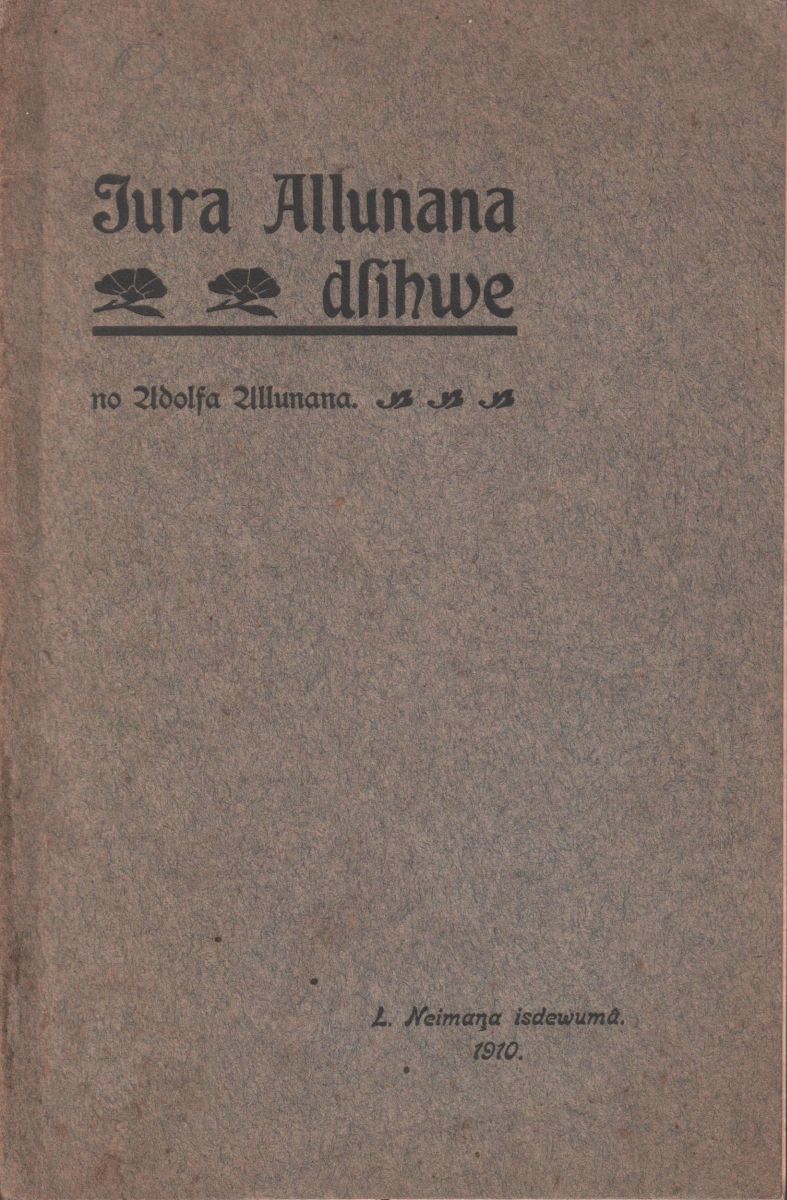 Jura Allunana
dſihwe
no Adolfa Allunana.
L. Neimaņa isdewumâ.
1910.